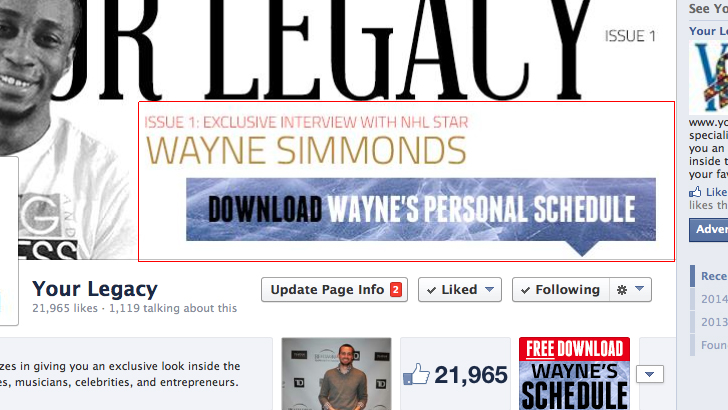 UR LEGACY
ISSUE 1
ISSUE 1: EXCLUSIVE INTERVIEW WITH NHL STAR
WAYNE SIMMONDS
DOWNLOAD WAYNE'S PERSONAL SCHEDULE
Your Legacy
21,965 likes · 1,119 talking about this
Update Page Info 2
Liked
Following
zes in giving you an exclusive look inside the
es, musicians, celebrities, and entrepreneurs.
21,965
FREE DOWNLOAD
WAYNE'S
SCHEDULE
See Yo
Your Le
www.yo
speciali
you an
inside t
your fav
Like
likes th
Adver
Rece
2014
2013
Foun